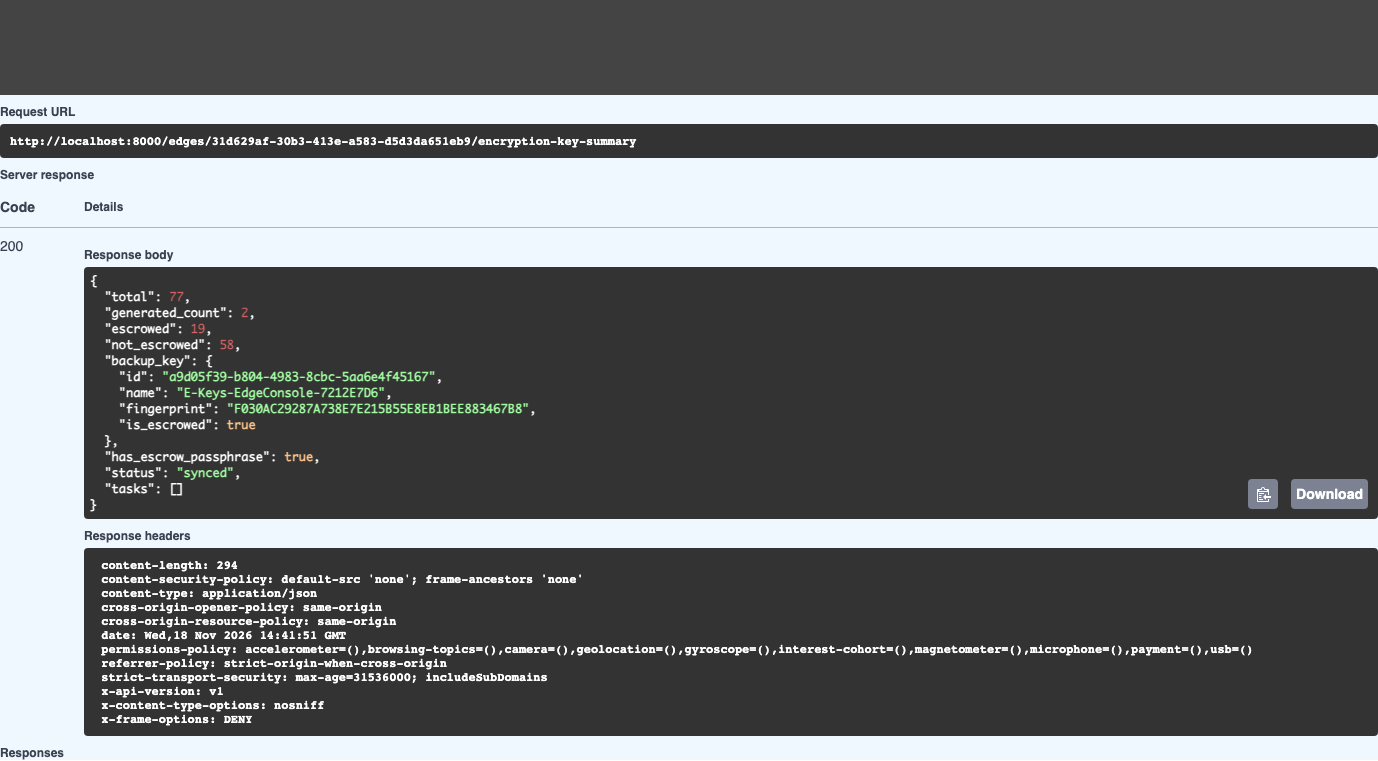 Request URL
http://localhost:8000/edges/31d629af-30b3-413e-a583-d5d3da651eb9/encryption-key-summary
Server response
Code Details
200
Response body
{
"total": 77,
"generated_count": 2,
"escrowed": 19,
"not_escrowed": 58,
"backup_key": {
"id": "a9d05f39-b804-4983-8cbc-5aa6e4f45167",
"name": "E-Keys-EdgeConsole-7212E7D6",
"fingerprint": "F030AC29287A738E7E215B55E8EB1BEE883467B8",
"is_escrowed": true
},
"has_escrow_passphrase": true,
"status": "synced",
"tasks": []
}
Download
Response headers
content-length: 294
content-security-policy: default-src 'none'; frame-ancestors 'none'
content-type: application/json
cross-origin-opener-policy: same-origin
cross-origin-resource-policy: same-origin
date: Wed,18 Nov 2026 14:41:51 GMT
permissions-policy: accelerometer=(),browsing-topics=(),camera=(),geolocation=(),gyroscope=(),interest-cohort=(),magnetometer=(),microphone=(),payment=(),usb=()
referrer-policy: strict-origin-when-cross-origin
strict-transport-security: max-age=31536000; includeSubDomains
x-api-version: v1
x-content-type-options: nosniff
x-frame-options: DENY
Responses